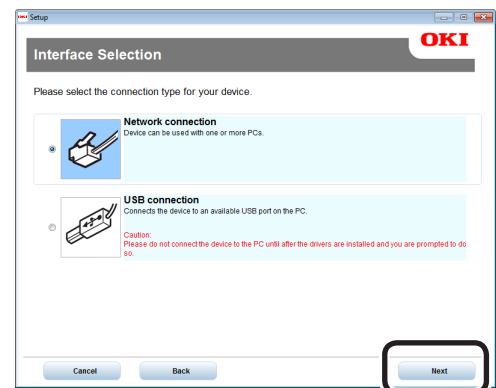 OKI Setup
OKI
Interface Selection
Please select the connection type for your device.
Network connection
Device can be used with one or more PCs.
USB connection
Connects the device to an available USB port on the PC.
Caution:
Please do not connect the device to the PC until after the drivers are installed and you are prompted to do
so.
Cancel Back Next